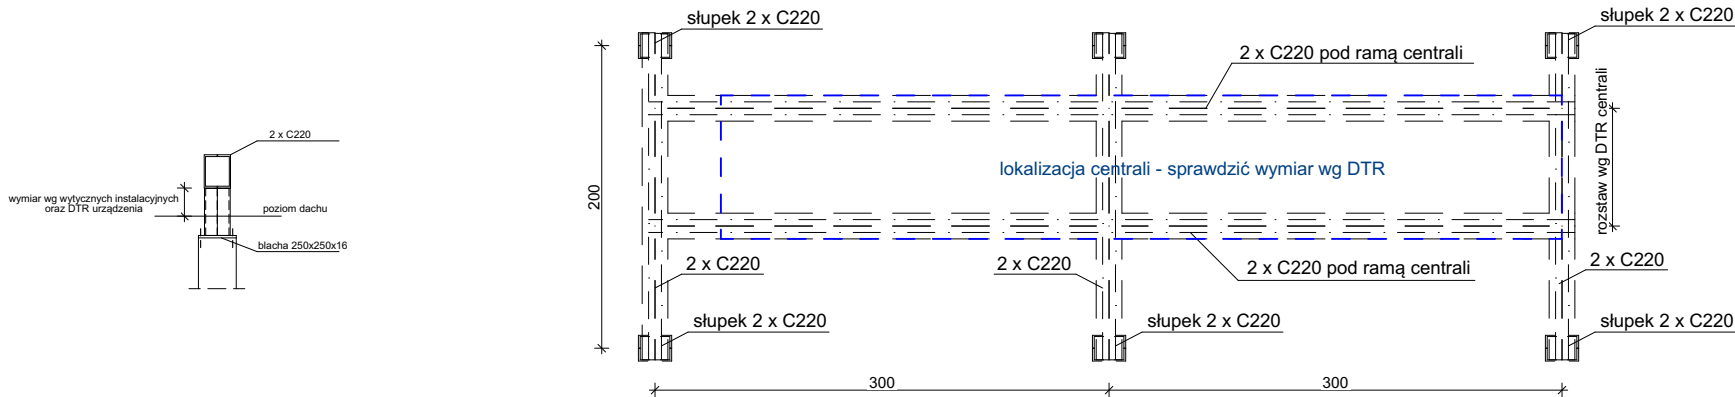 słupek 2 x C220
słupek 2 x C220
2 x C220 pod ramą centrali
2 x C220
wymiar wg wytycznych instalacyjnych
oraz DTR urządzenia
poziom dachu
blacha 250x250x16
200
lokalizacja centrali - sprawdzić wymiar wg DTR
rozstaw wg DTR centrali
2 x C220
2 x C220
2 x C220 pod ramą centrali
2 x C220
słupek 2 x C220
słupek 2 x C220
słupek 2 x C220
300
300